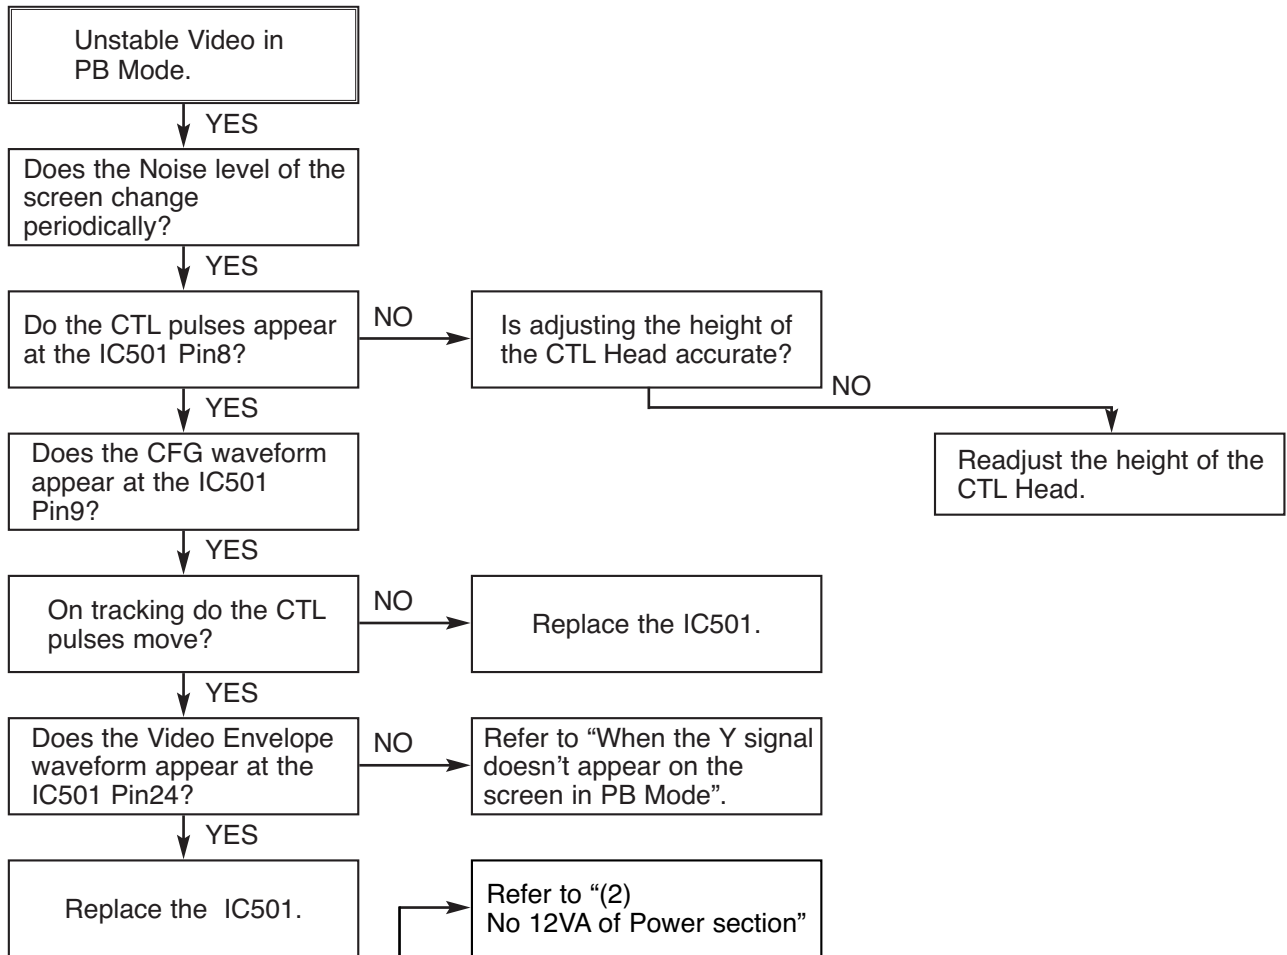 Unstable Video in
PB Mode.
YES
Does the Noise level of the
screen change
periodically?
YES
Do the CTL pulses appear
at the IC501 Pin8?
NO
Is adjusting the height of
the CTL Head accurate?
NO
Readjust the height of the
CTL Head.
YES
Does the CFG waveform
appear at the IC501
Pin9?
YES
On tracking do the CTL
pulses move?
NO
Replace the IC501.
YES
Does the Video Envelope
waveform appear at the
IC501 Pin24?
NO
Refer to “When the Y signal
doesn't appear on the
screen in PB Mode”.
YES
Replace the IC501.
Refer to “(2)
No 12VA of Power section”